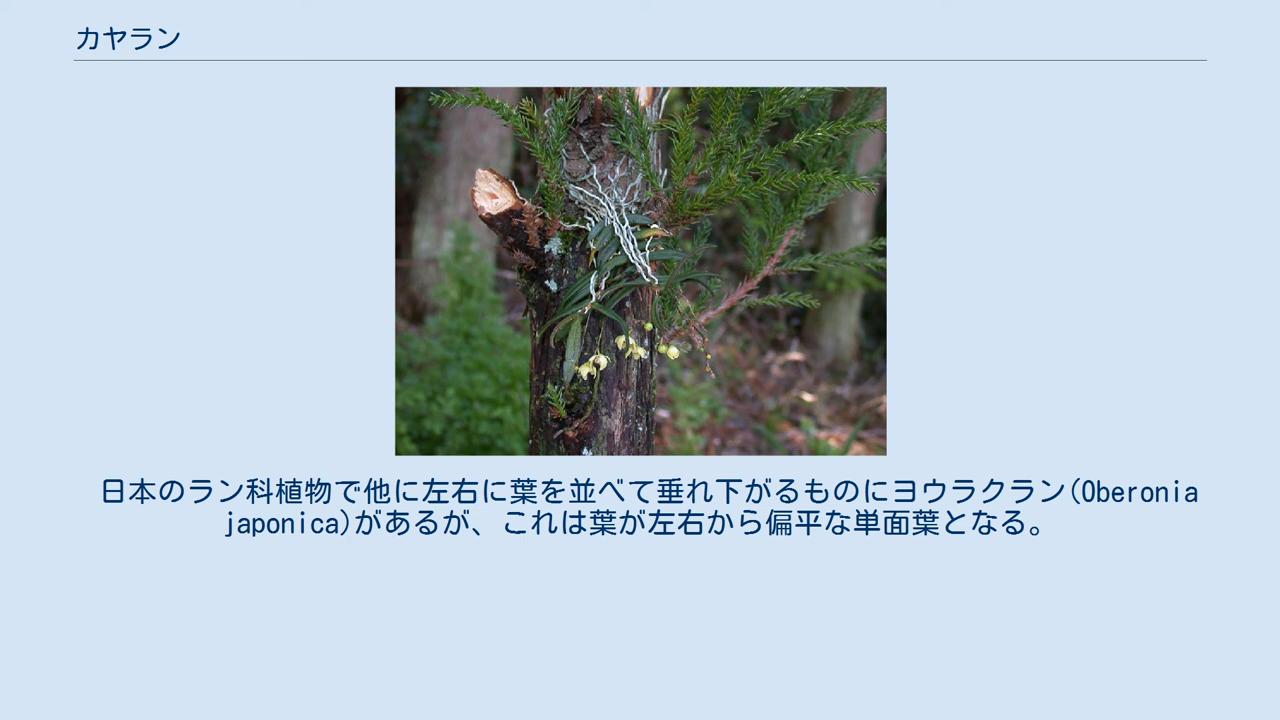 カヤラン
日本のラン科植物で他に左右に葉を並べて垂れ下がるものにヨウラクラン(Oberonia
japonica)があるが、これは葉が左右から偏平な単面葉となる。